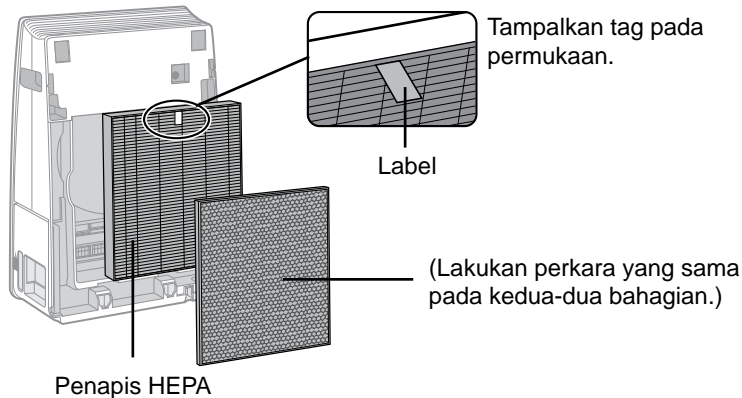 Tampalkan tag pada
permukaan.
Label
(Lakukan perkara yang sama
pada kedua-dua bahagian.)
Penapis HEPA